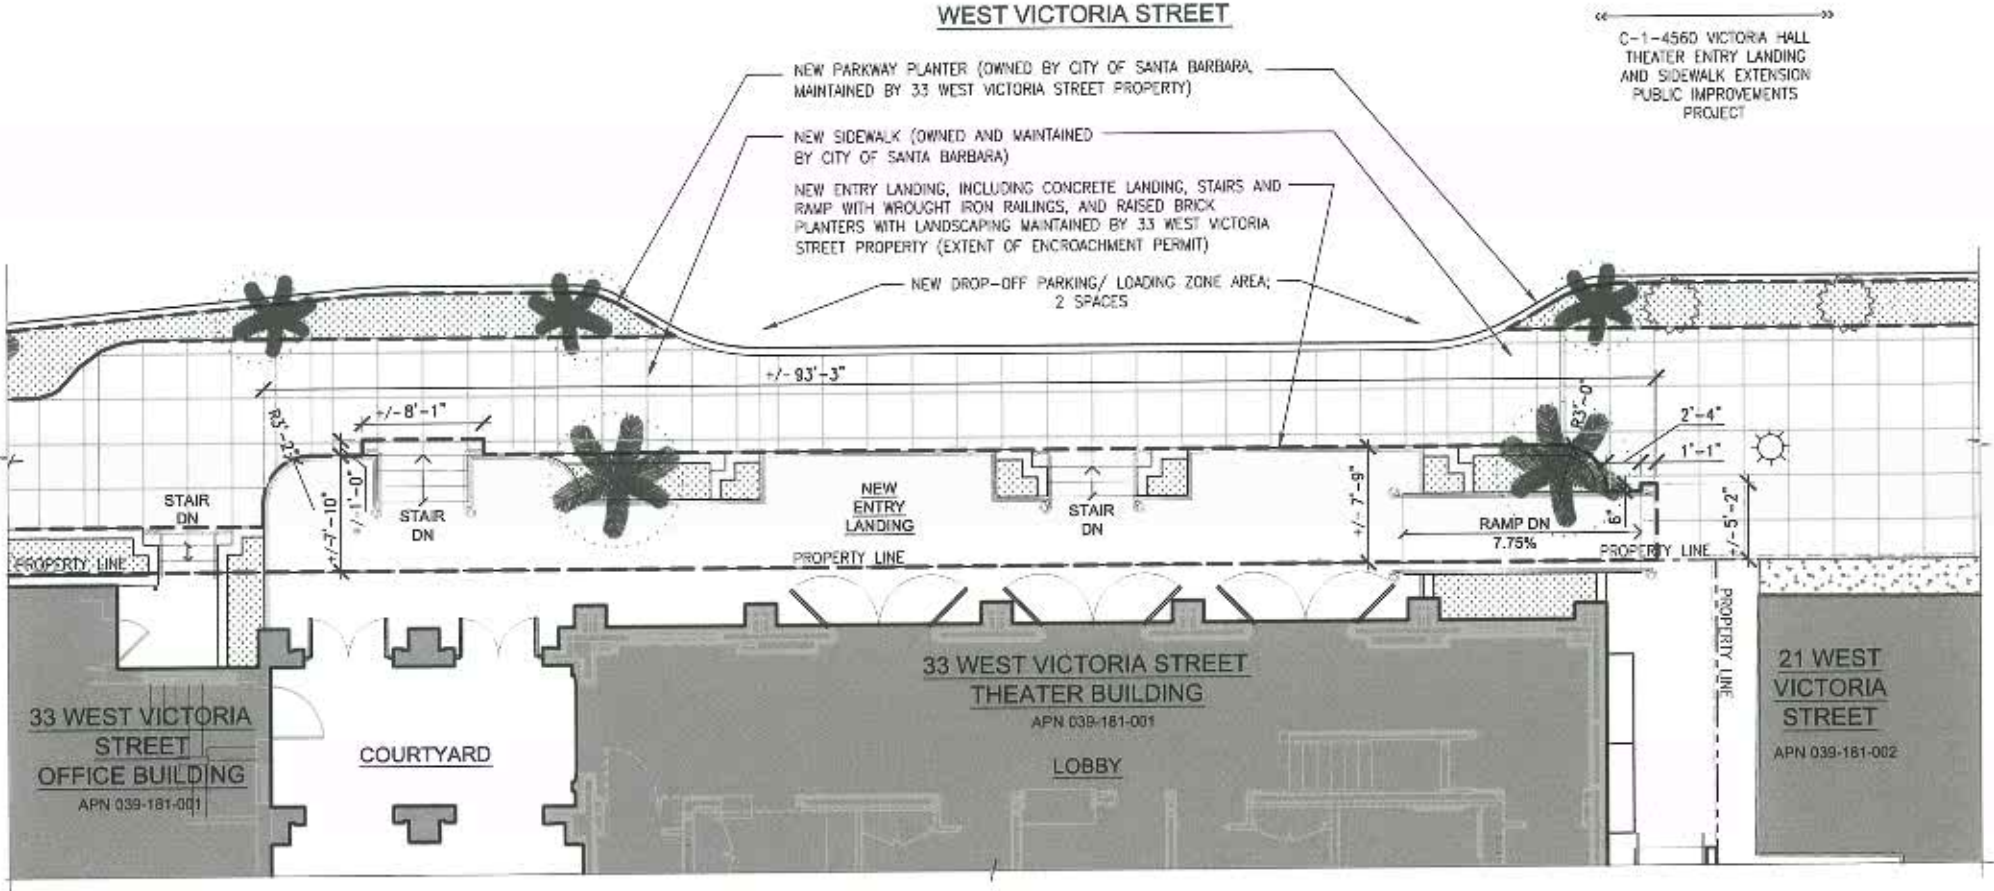 WEST VICTORIA STREET
C-1-4560 VICTORIA HALL
THEATER ENTRY LANDING
AND SIDEWALK EXTENSION
PUBLIC IMPROVEMENTS
PROJECT
NEW PARKWAY PLANTER (OWNED BY CITY OF SANTA BARBARA,
MAINTAINED BY 33 WEST VICTORIA STREET PROPERTY)
NEW SIDEWALK (OWNED AND MAINTAINED
BY CITY OF SANTA BARBARA)
NEW ENTRY LANDING, INCLUDING CONCRETE LANDING, STAIRS AND
RAMP WITH WROUGHT IRON RAILINGS, AND RAISED BRICK
PLANTERS WITH LANDSCAPING MAINTAINED BY 33 WEST VICTORIA
STREET PROPERTY (EXTENT OF ENCROACHMENT PERMIT)
NEW DROP-OFF PARKING/ LOADING ZONE AREA;
2 SPACES
+/-93'-3"
+/-8'-1"
R3'-2"
R3'-0"
2'-4"
1'-1"
+/-7'-10"
+/-1'-0"
+/-7'-9"
6"
+/-5'-2"
STAIR
DN
STAIR
DN
NEW
ENTRY
LANDING
STAIR
DN
RAMP DN
7.75%
PROPERTY LINE
PROPERTY LINE
PROPERTY LINE
PROPERTY LINE
33 WEST VICTORIA
STREET
OFFICE BUILDING
APN 039-181-001
COURTYARD
33 WEST VICTORIA STREET
THEATER BUILDING
APN 039-181-001
LOBBY
21 WEST
VICTORIA
STREET
APN 039-181-002